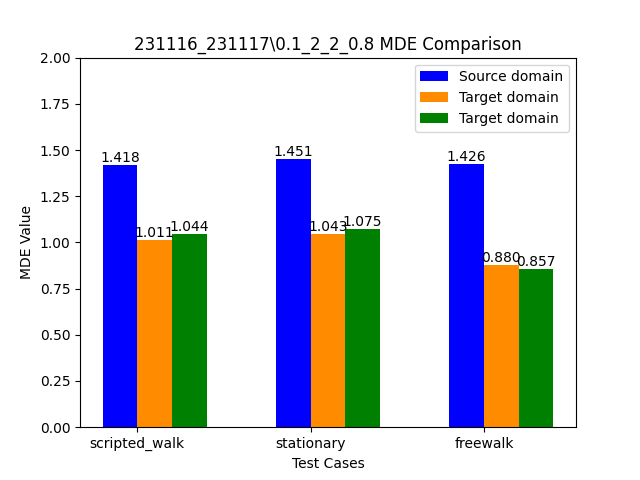 231116_231117\0.1_2_2_0.8 MDE Comparison
2.00
1.75
1.50
1.25
1.00
0.75
0.50
0.25
0.00
MDE Value
Source domain
Target domain
Target domain
1.418
1.011
1.044
1.451
1.043
1.075
1.426
0.880
0.857
scripted_walk
stationary
freewalk
Test Cases